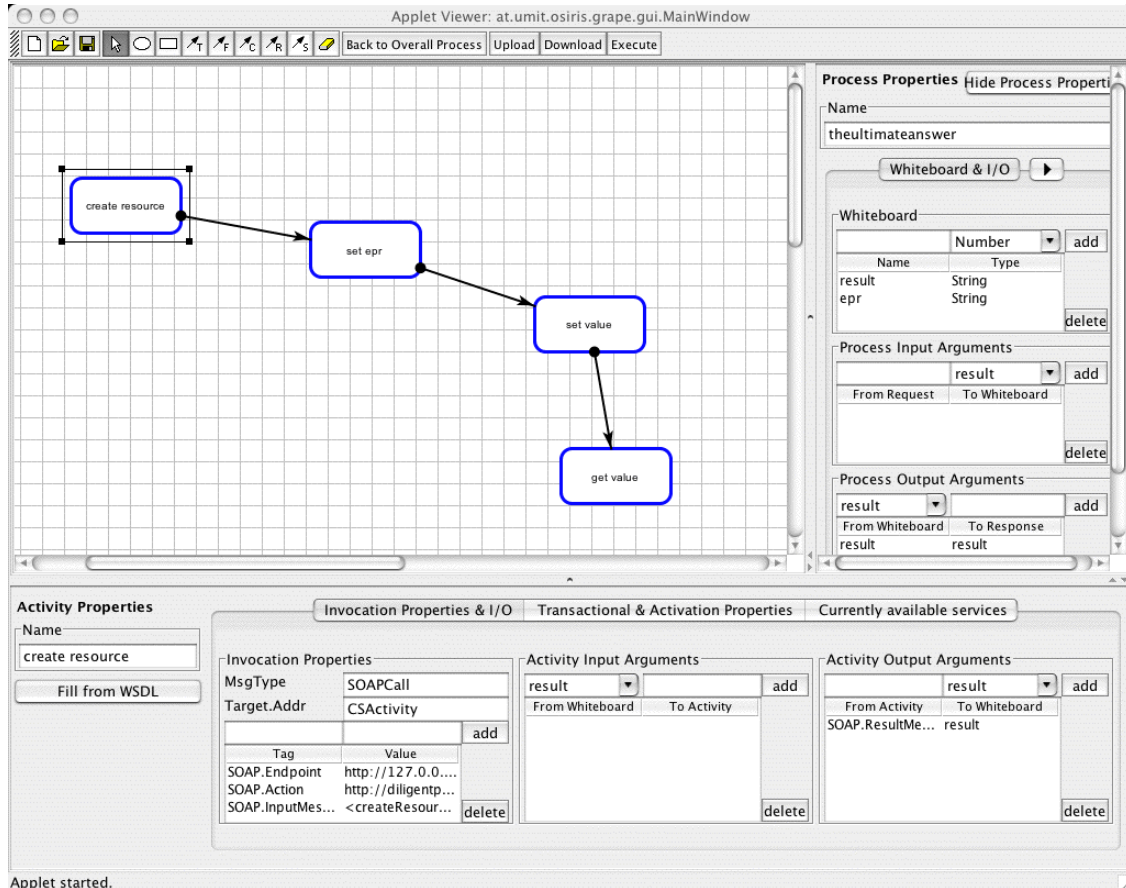 Applet Viewer: at.umit.osiris.grape.gui.MainWindow
T F C R S Back to Overall Process Upload Download Execute
create resource
set epr
set value
get value
Process Properties Hide Process Properti
Name
theultimateanswer
Whiteboard & I/O
Whiteboard
Number add
Name Type
result String
epr String
delete
Process Input Arguments
result add
From Request To Whiteboard
delete
Process Output Arguments
result add
From Whiteboard To Response
result result
Activity Properties
Name
create resource
Fill from WSDL
Invocation Properties & I/O Transactional & Activation Properties Currently available services
Invocation Properties
MsgType SOAPCall
Target.Addr CSActivity
add
Tag Value
SOAP.Endpoint http://127.0.0....
SOAP.Action http://diligentp...
SOAP.InputMes... <createResour...
delete
Activity Input Arguments
result add
From Whiteboard To Activity
delete
Activity Output Arguments
result add
From Activity To Whiteboard
SOAP.ResultMe... result
delete
Applet started.